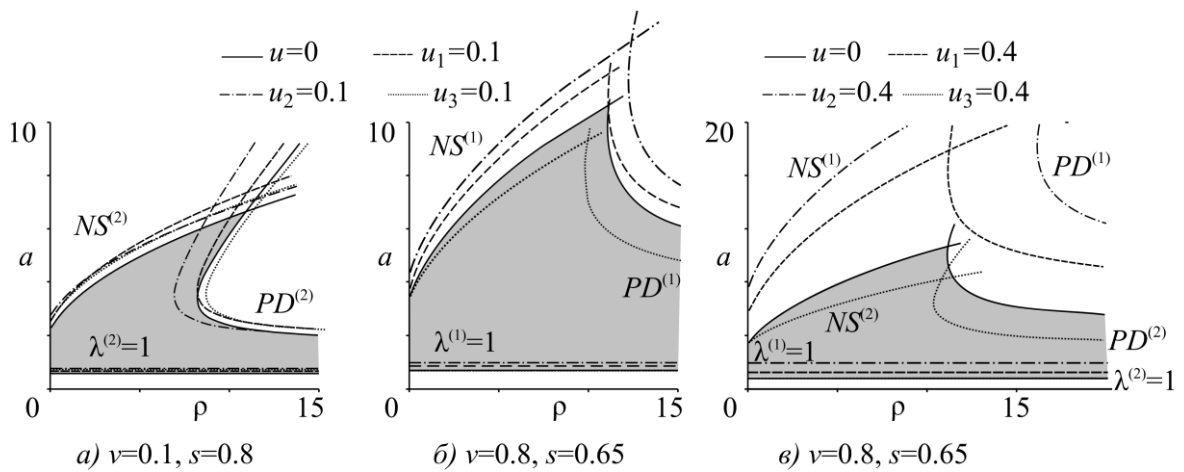 u=0 u₁=0.1
u₂=0.1 u₃=0.1
u=0 u₁=0.4
u₂=0.4 u₃=0.4
10
NS⁽²⁾
a
PD⁽²⁾
λ⁽²⁾=1
0 ρ 15
а) v=0.1, s=0.8
10
NS⁽¹⁾
a
PD⁽¹⁾
λ⁽¹⁾=1
0 ρ 15
б) v=0.8, s=0.65
20
NS⁽¹⁾
PD⁽¹⁾
a
NS⁽²⁾
PD⁽²⁾
λ⁽¹⁾=1
λ⁽²⁾=1
0 ρ 15
в) v=0.8, s=0.65